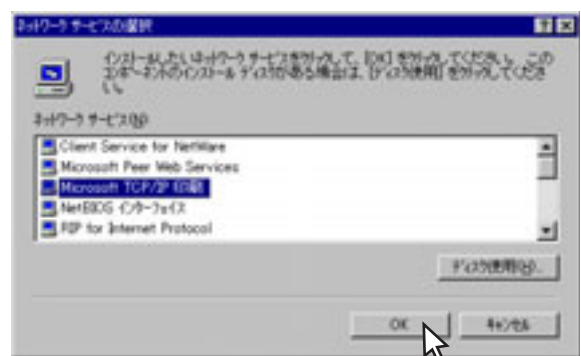 ネットワーク サービスの選択
インストールしたいネットワーク サービスをクリックして、[OK] をクリックしてください。 この
コンポーネントのインストール ディスクがある場合は、[ディスク使用] をクリックしてくださ
い。
ネットワーク サービス(N)
Client Service for NetWare
Microsoft Peer Web Services
Microsoft TCP/IP 印刷
NetBIOS インターフェイス
RIP for Internet Protocol
ディスク使用(H)...
OK
キャンセル